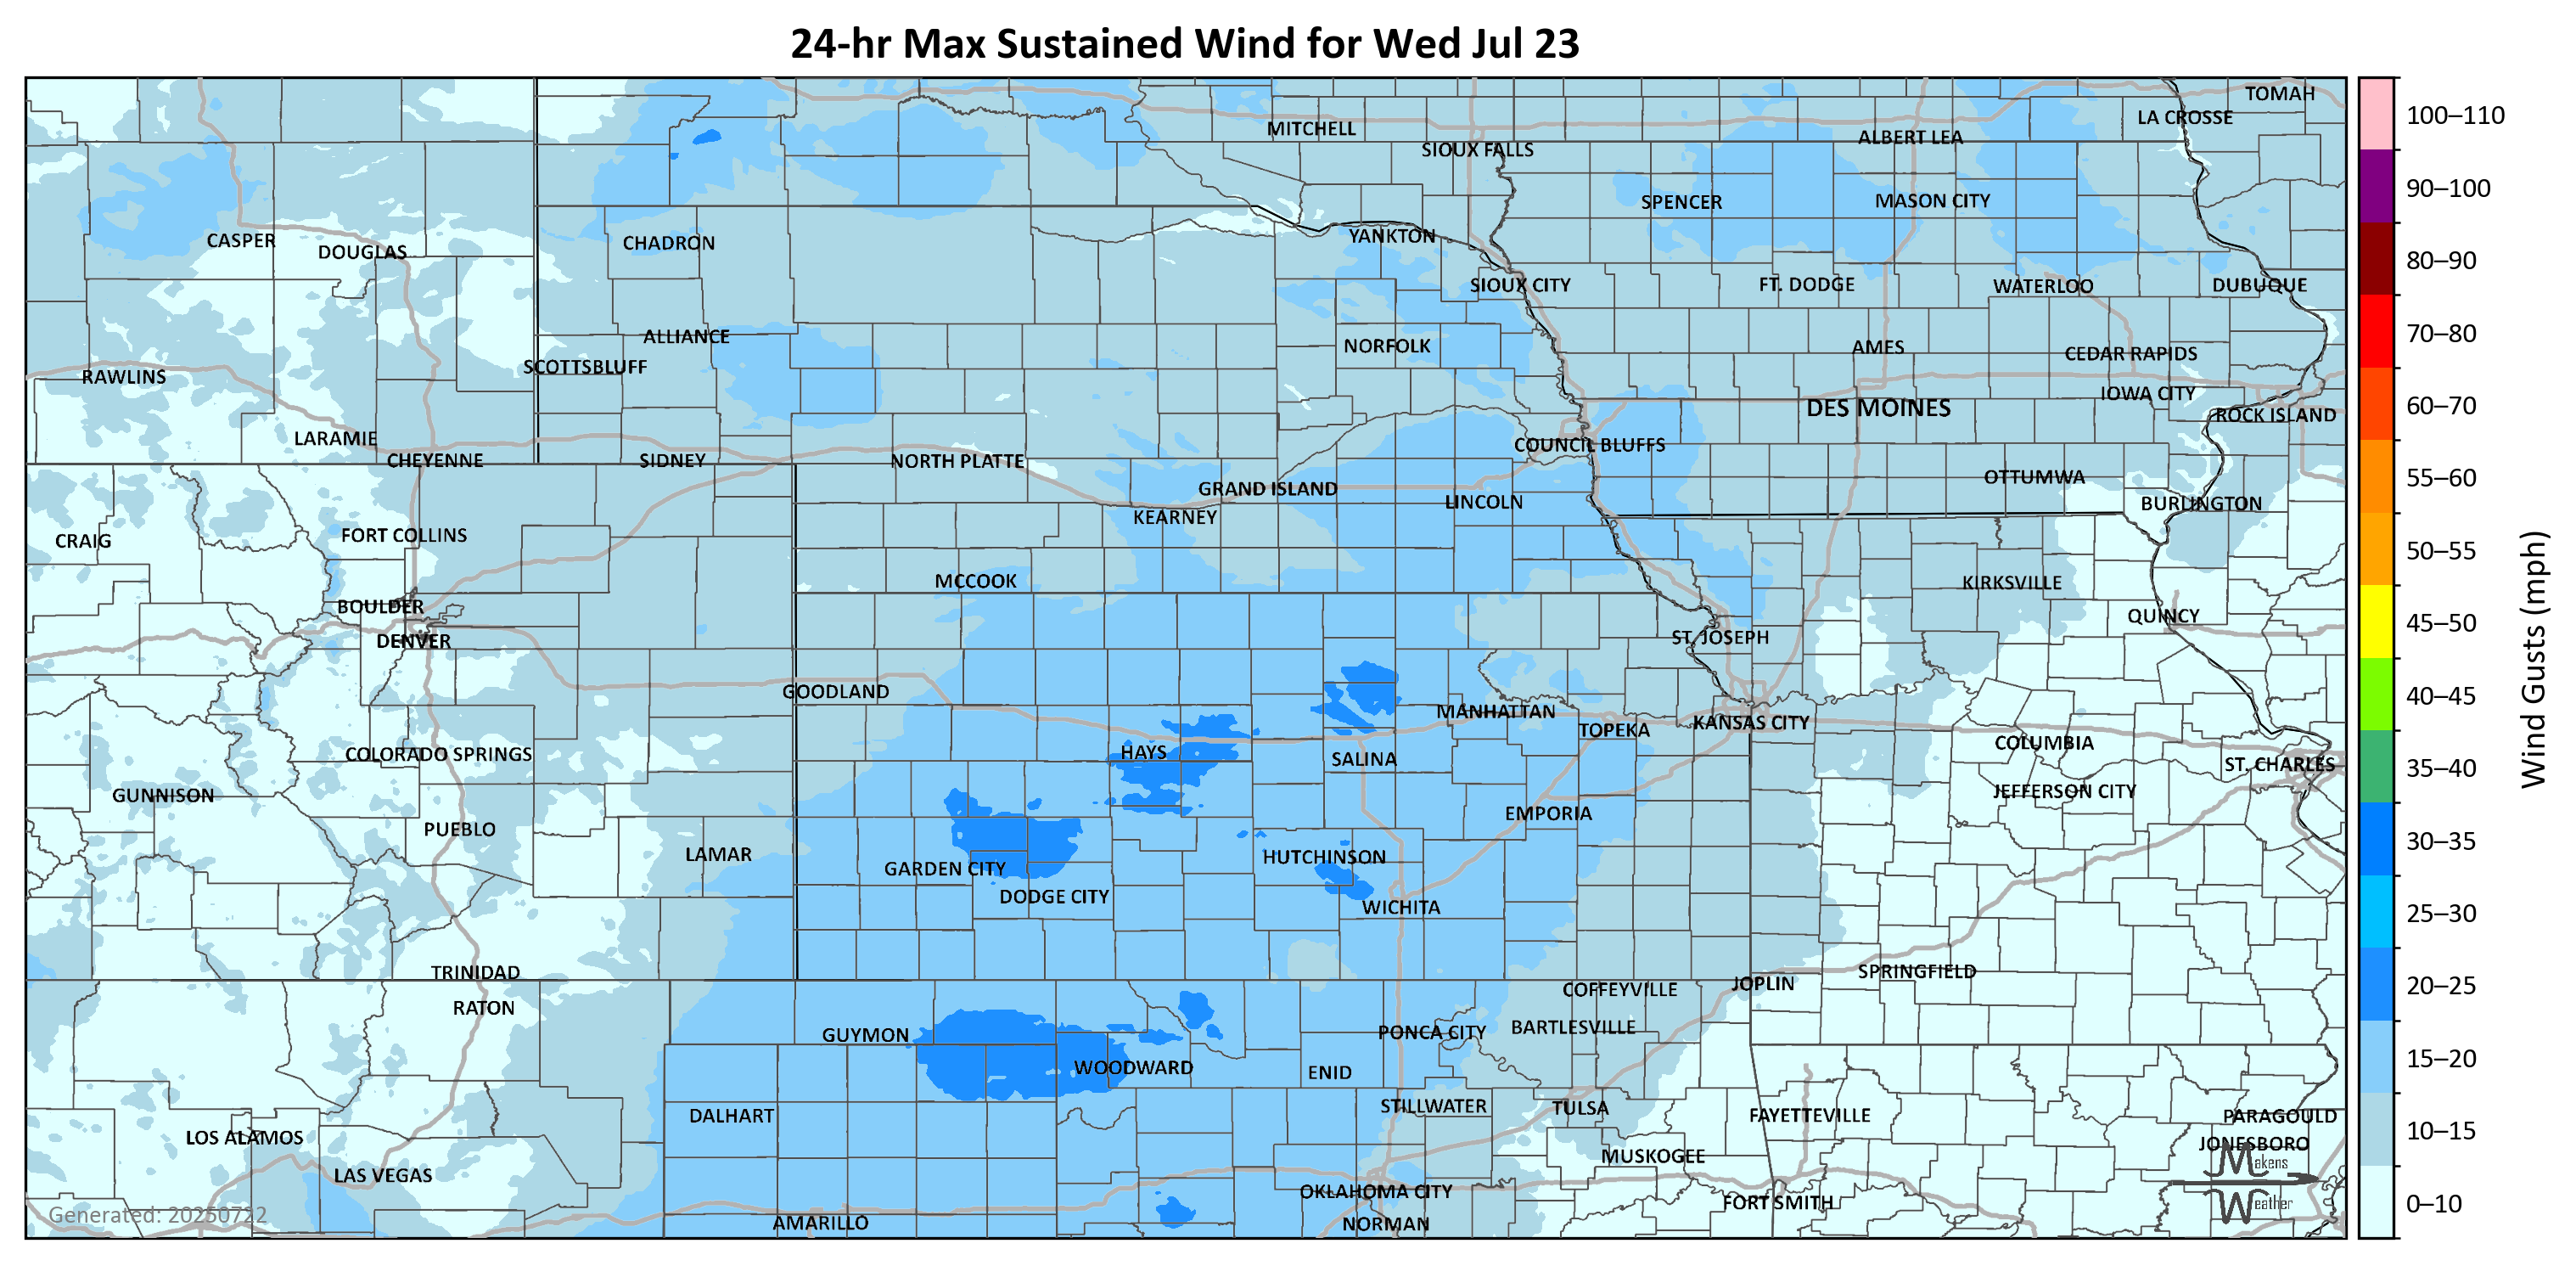 24-hr Max Sustained Wind for Wed Jul 23
TOMAH
LA CROSSE
MITCHELL
ALBERT LEA
SIOUX FALLS
SPENCER
MASON CITY
CASPER
DOUGLAS
CHADRON
YANKTON
SIOUX CITY
FT. DODGE
WATERLOO
DUBUQUE
ALLIANCE
NORFOLK
AMES
CEDAR RAPIDS
SCOTTSBLUFF
RAWLINS
IOWA CITY
DES MOINES
ROCK ISLAND
LARAMIE
COUNCIL BLUFFS
CHEYENNE
SIDNEY
NORTH PLATTE
OTTUMWA
GRAND ISLAND
LINCOLN
BURLINGTON
KEARNEY
FORT COLLINS
CRAIG
MCCOOK
KIRKSVILLE
BOULDER
QUINCY
DENVER
ST. JOSEPH
GOODLAND
MANHATTAN
KANSAS CITY
TOPEKA
COLUMBIA
COLORADO SPRINGS
HAYS
SALINA
ST. CHARLES
GUNNISON
JEFFERSON CITY
EMPORIA
PUEBLO
LAMAR
HUTCHINSON
GARDEN CITY
DODGE CITY
WICHITA
TRINIDAD
SPRINGFIELD
JOPLIN
COFFEYVILLE
RATON
BARTLESVILLE
GUYMON
PONCA CITY
WOODWARD
ENID
STILLWATER
TULSA
DALHART
FAYETTEVILLE
PARAGOULD
LOS ALAMOS
JONESBORO
MUSKOGEE
LAS VEGAS
OKLAHOMA CITY
FORT SMITH
AMARILLO
NORMAN
Generated: 20250722
Makens
Weather
100–110
90–100
80–90
70–80
60–70
55–60
50–55
45–50
40–45
35–40
30–35
25–30
20–25
15–20
10–15
0–10
Wind Gusts (mph)